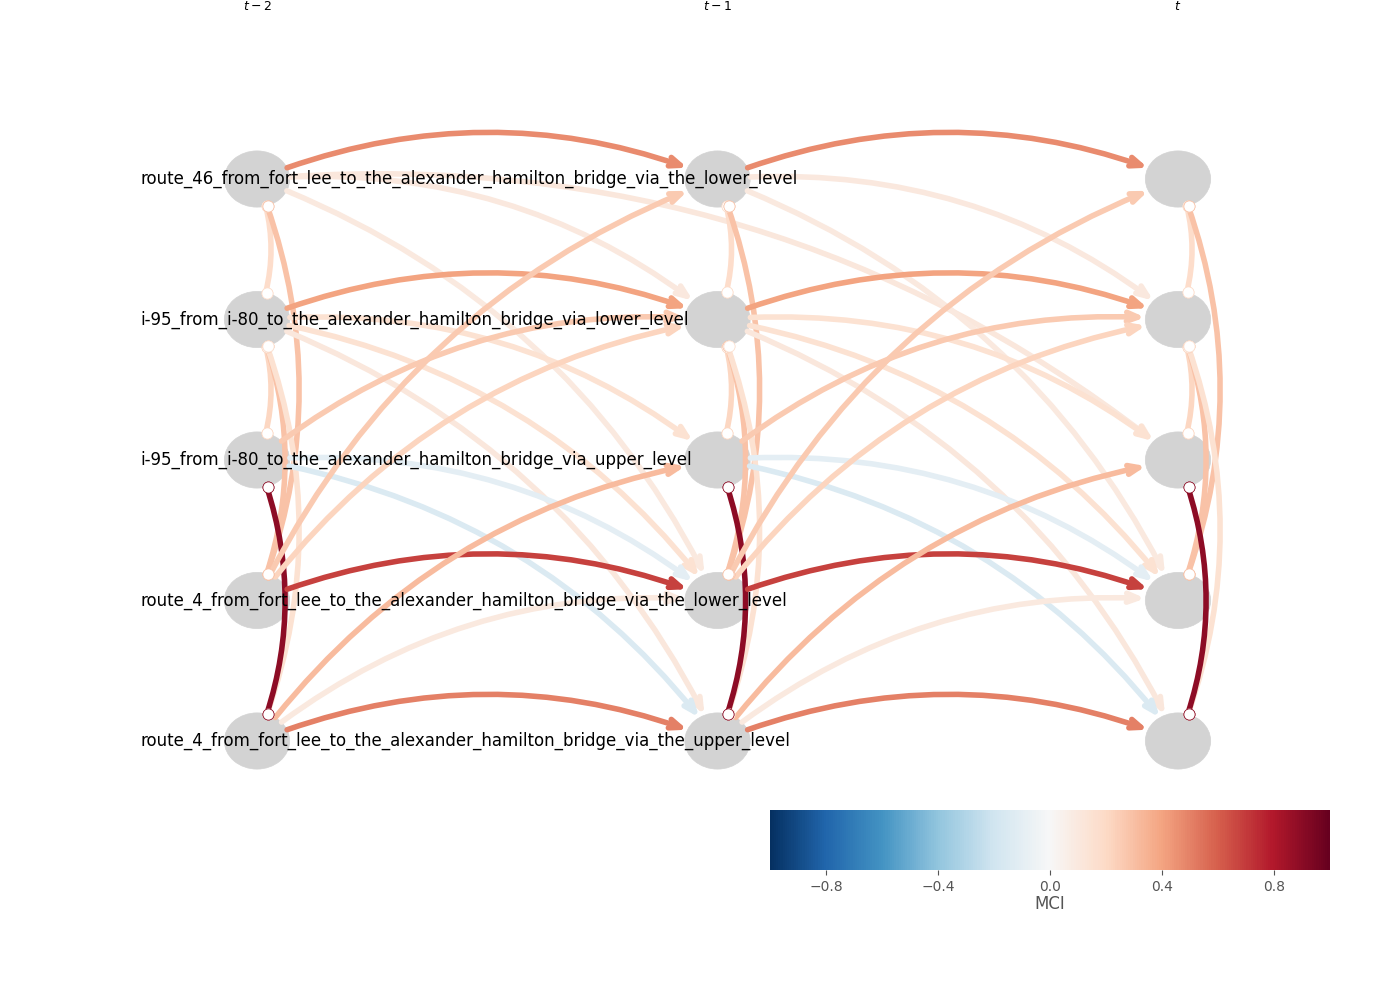 t − 2 t − 1 t
route_46_from_fort_lee_to_the_alexander_hamilton_bridge_via_the_lower_level
i-95_from_i-80_to_the_alexander_hamilton_bridge_via_lower_level
i-95_from_i-80_to_the_alexander_hamilton_bridge_via_upper_level
route_4_from_fort_lee_to_the_alexander_hamilton_bridge_via_the_lower_level
route_4_from_fort_lee_to_the_alexander_hamilton_bridge_via_the_upper_level
−0.8 −0.4 0.0 0.4 0.8
MCI